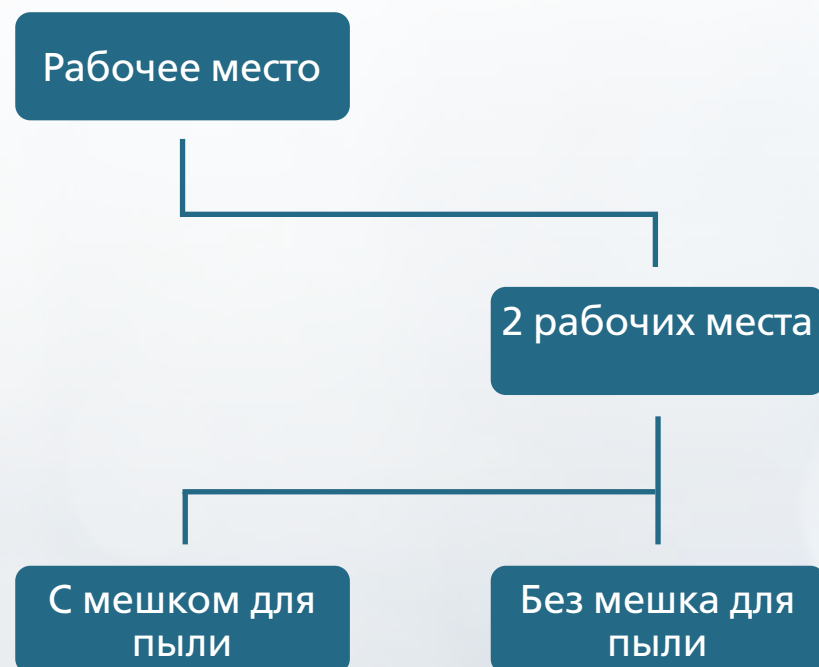 Рабочее место
2 рабочих места
С мешком для
пыли
Без мешка для
пыли